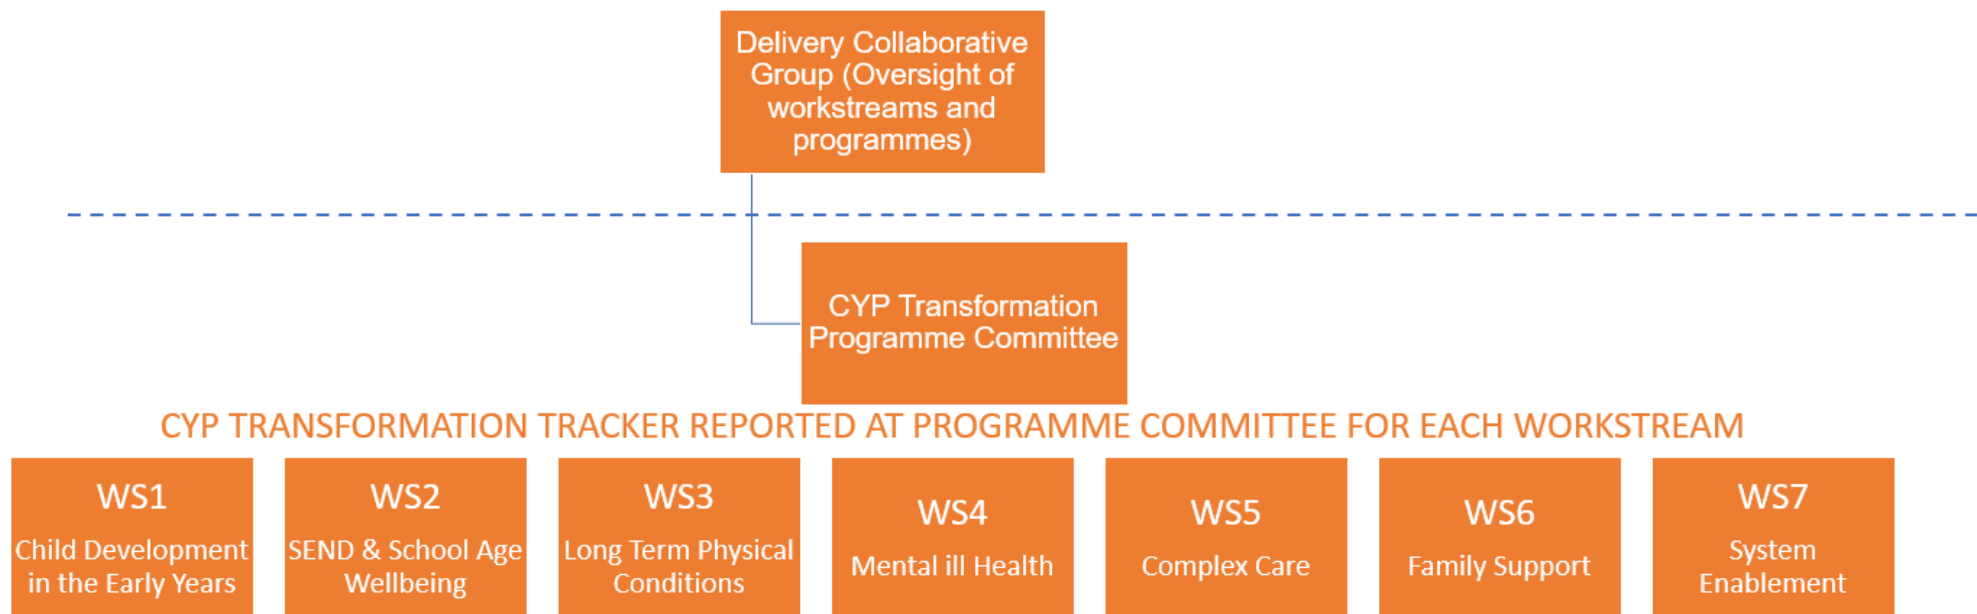 Delivery Collaborative
Group (Oversight of
workstreams and
programmes)
CYP Transformation
Programme Committee
CYP TRANSFORMATION TRACKER REPORTED AT PROGRAMME COMMITTEE FOR EACH WORKSTREAM
WS1
Child Development
in the Early Years
WS2
SEND & School Age
Wellbeing
WS3
Long Term Physical
Conditions
WS4
Mental ill Health
WS5
Complex Care
WS6
Family Support
WS7
System
Enablement